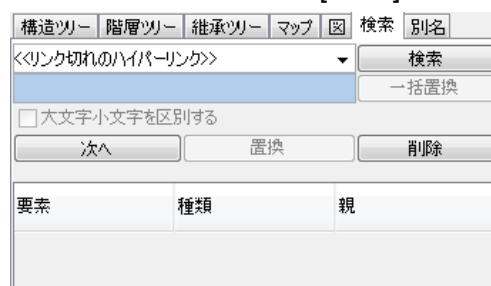 構造ツリー 階層ツリー 継承ツリー マップ 図 検索 別名
<<リンク切れのハイパーリンク>> 検索
一括置換
大文字小文字を区別する
次へ 置換 削除
要素 種類 親